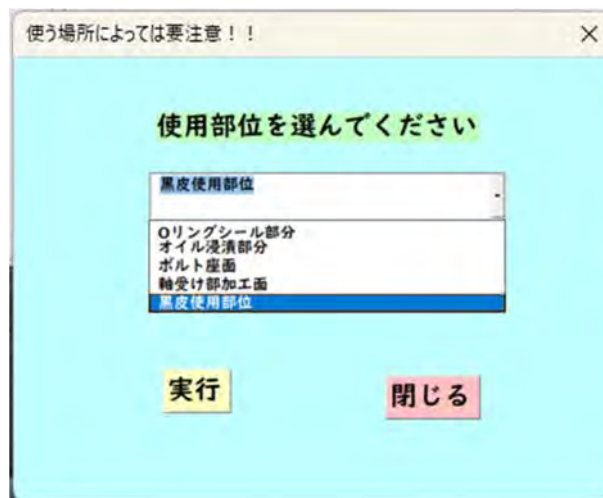 使う場所によっては要注意！！
使用部位を選んでください
黒皮使用部位
Oリングシール部分
オイル浸漬部分
ボルト座面
軸受け部加工面
黒皮使用部位
実行
閉じる